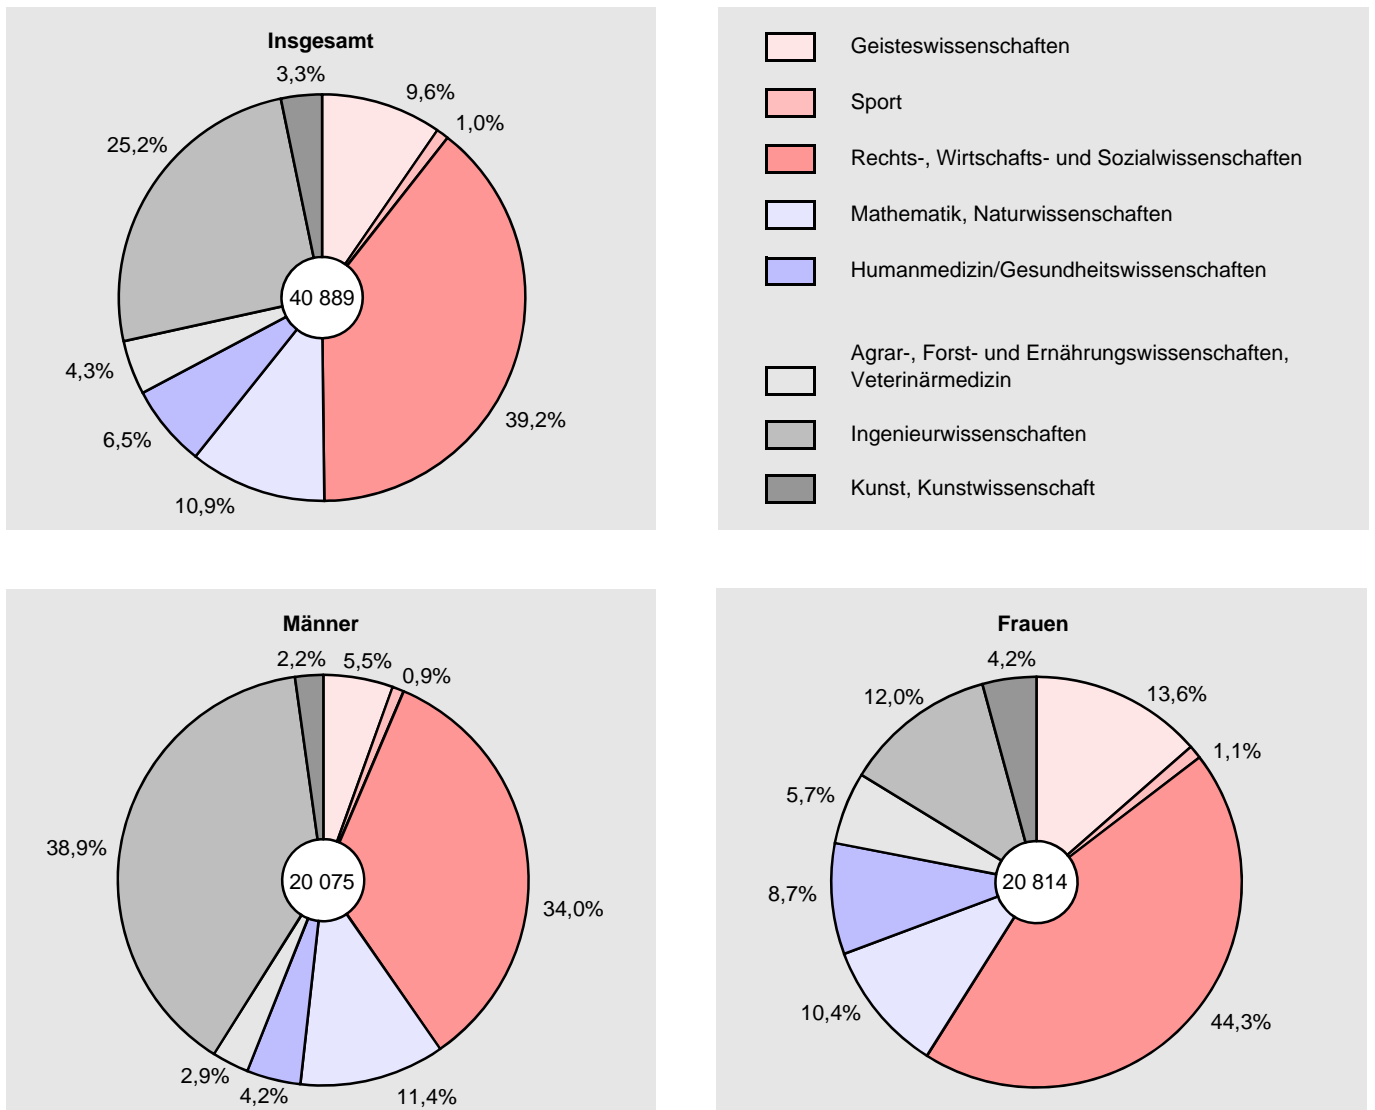 Insgesamt
3,3%
9,6%
1,0%
25,2%
40 889
4,3%
39,2%
6,5%
10,9%
Geisteswissenschaften
Sport
Rechts-, Wirtschafts- und Sozialwissenschaften
Mathematik, Naturwissenschaften
Humanmedizin/Gesundheitswissenschaften
Agrar-, Forst- und Ernährungswissenschaften,
Veterinärmedizin
Ingenieurwissenschaften
Kunst, Kunstwissenschaft
Männer
2,2%
5,5%
0,9%
38,9%
20 075
34,0%
2,9%
4,2%
11,4%
Frauen
4,2%
12,0%
13,6%
1,1%
5,7%
20 814
8,7%
10,4%
44,3%